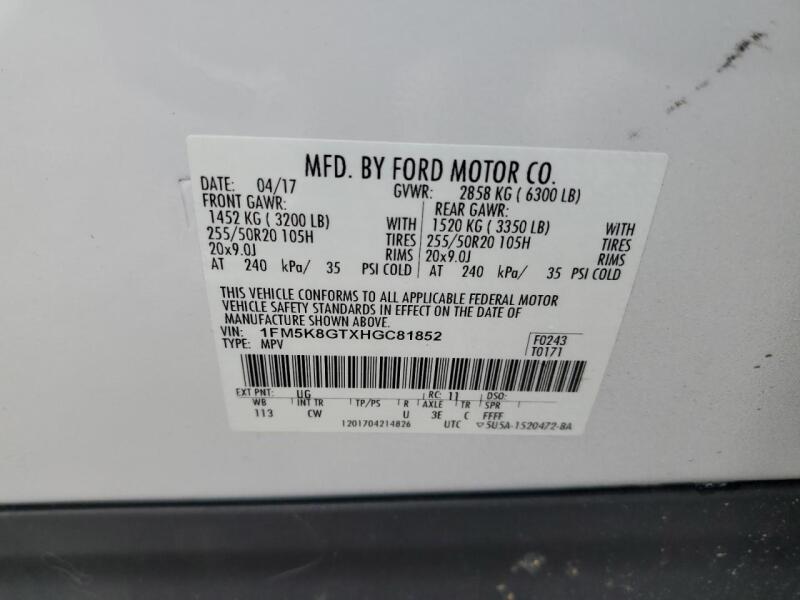 MFD. BY FORD MOTOR CO.
DATE: 04/17 GVWR: 2858 KG ( 6300 LB)
FRONT GAWR: REAR GAWR:
1452 KG ( 3200 LB) WITH 1520 KG ( 3350 LB) WITH
255/50R20 105H TIRES 255/50R20 105H TIRES
20x9.0J RIMS 20x9.0J RIMS
AT 240 kPa/ 35 PSI COLD AT 240 kPa/ 35 PSI COLD
THIS VEHICLE CONFORMS TO ALL APPLICABLE FEDERAL MOTOR
VEHICLE SAFETY STANDARDS IN EFFECT ON THE DATE OF
MANUFACTURE SHOWN ABOVE.
VIN: 1FM5K8GTXHGC81852 F0243
TYPE: MPV T0171
EXT PNT: UG RC: 11 DSO:
WB INT TR TP/PS R AXLE TR SPR
113 CW U 3E C FFFF
1201704214826 UTC ▽5U5A-1520472-BA